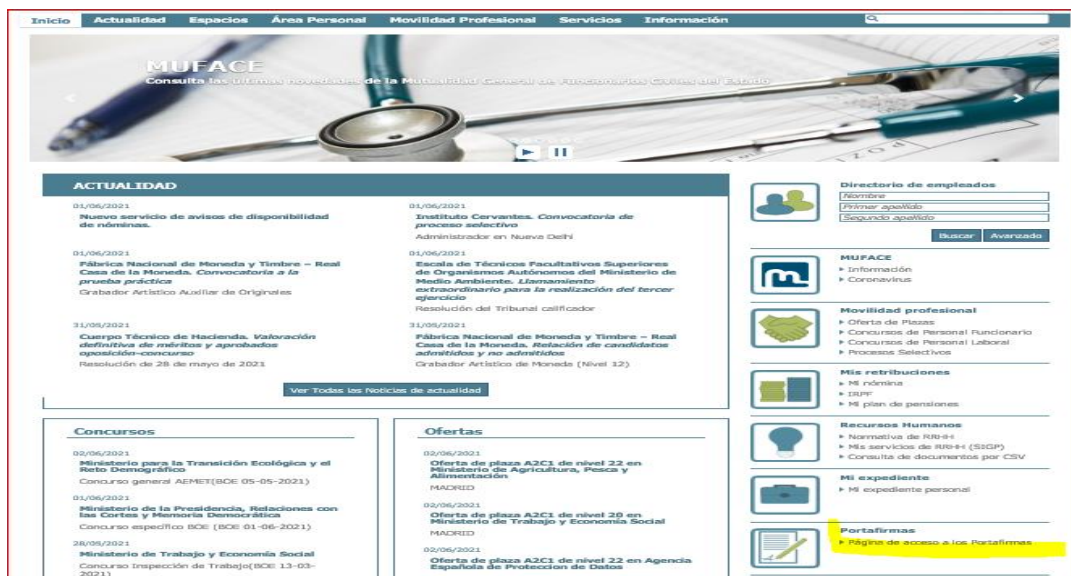 Inicio Actualidad Espacios Área Personal Movilidad Profesional Servicios Información
MUFACE
Consulta las últimas novedades de la Mutualidad General de Funcionarios Civiles del Estado
ACTUALIDAD
01/06/2021
Nuevo servicio de avisos de disponibilidad
de nóminas.
01/06/2021
Instituto Cervantes. Convocatoria de
proceso selectivo
Administrador en Nueva Delhi
01/06/2021
Fábrica Nacional de Moneda y Timbre – Real
Casa de la Moneda. Convocatoria a la
prueba práctica
Grabador Artístico Auxiliar de Originales
01/06/2021
Escala de Técnicos Facultativos Superiores
de Organismos Autónomos del Ministerio de
Medio Ambiente. Llamamiento
extraordinario para la realización del tercer
ejercicio
Resolución del Tribunal calificador
31/05/2021
Cuerpo Técnico de Hacienda. Valoración
definitiva de méritos y aprobados
oposición-concurso
Resolución de 28 de mayo de 2021
31/05/2021
Fábrica Nacional de Moneda y Timbre – Real
Casa de la Moneda. Relación de candidatos
admitidos y no admitidos
Grabador Artístico de Moneda (Nivel 12)
Ver Todas las Noticias de actualidad
Concursos
02/06/2021
Ministerio para la Transición Ecológica y el
Reto Demográfico
Concurso general AEMET(BOE 05-05-2021)
01/06/2021
Ministerio de la Presidencia, Relaciones con
las Cortes y Memoria Democrática
Concurso específico BOE (BOE 01-06-2021)
28/05/2021
Ministerio de Trabajo y Economía Social
Concurso Inspección de Trabajo(BOE 13-03-
2021)
Ofertas
02/06/2021
Oferta de plaza A2C1 de nivel 22 en
Ministerio de Agricultura, Pesca y
Alimentación
MADRID
02/06/2021
Oferta de plaza A2C1 de nivel 20 en
Ministerio de Trabajo y Economía Social
MADRID
02/06/2021
Oferta de plaza A2C1 de nivel 22 en Agencia
Española de Proteccion de Datos
Directorio de empleados
Nombre
Primer apellido
Segundo apellido
Buscar Avanzado
MUFACE
Información
Coronavirus
Movilidad profesional
Oferta de Plazas
Concursos de Personal Funcionario
Concursos de Personal Laboral
Procesos Selectivos
Mis retribuciones
Mi nómina
IRPF
Mi plan de pensiones
Recursos Humanos
Normativa de RRHH
Mis servicios de RRHH (SIGP)
Consulta de documentos por CSV
Mi expediente
Mi expediente personal
Portafirmas
Página de acceso a los Portafirmas